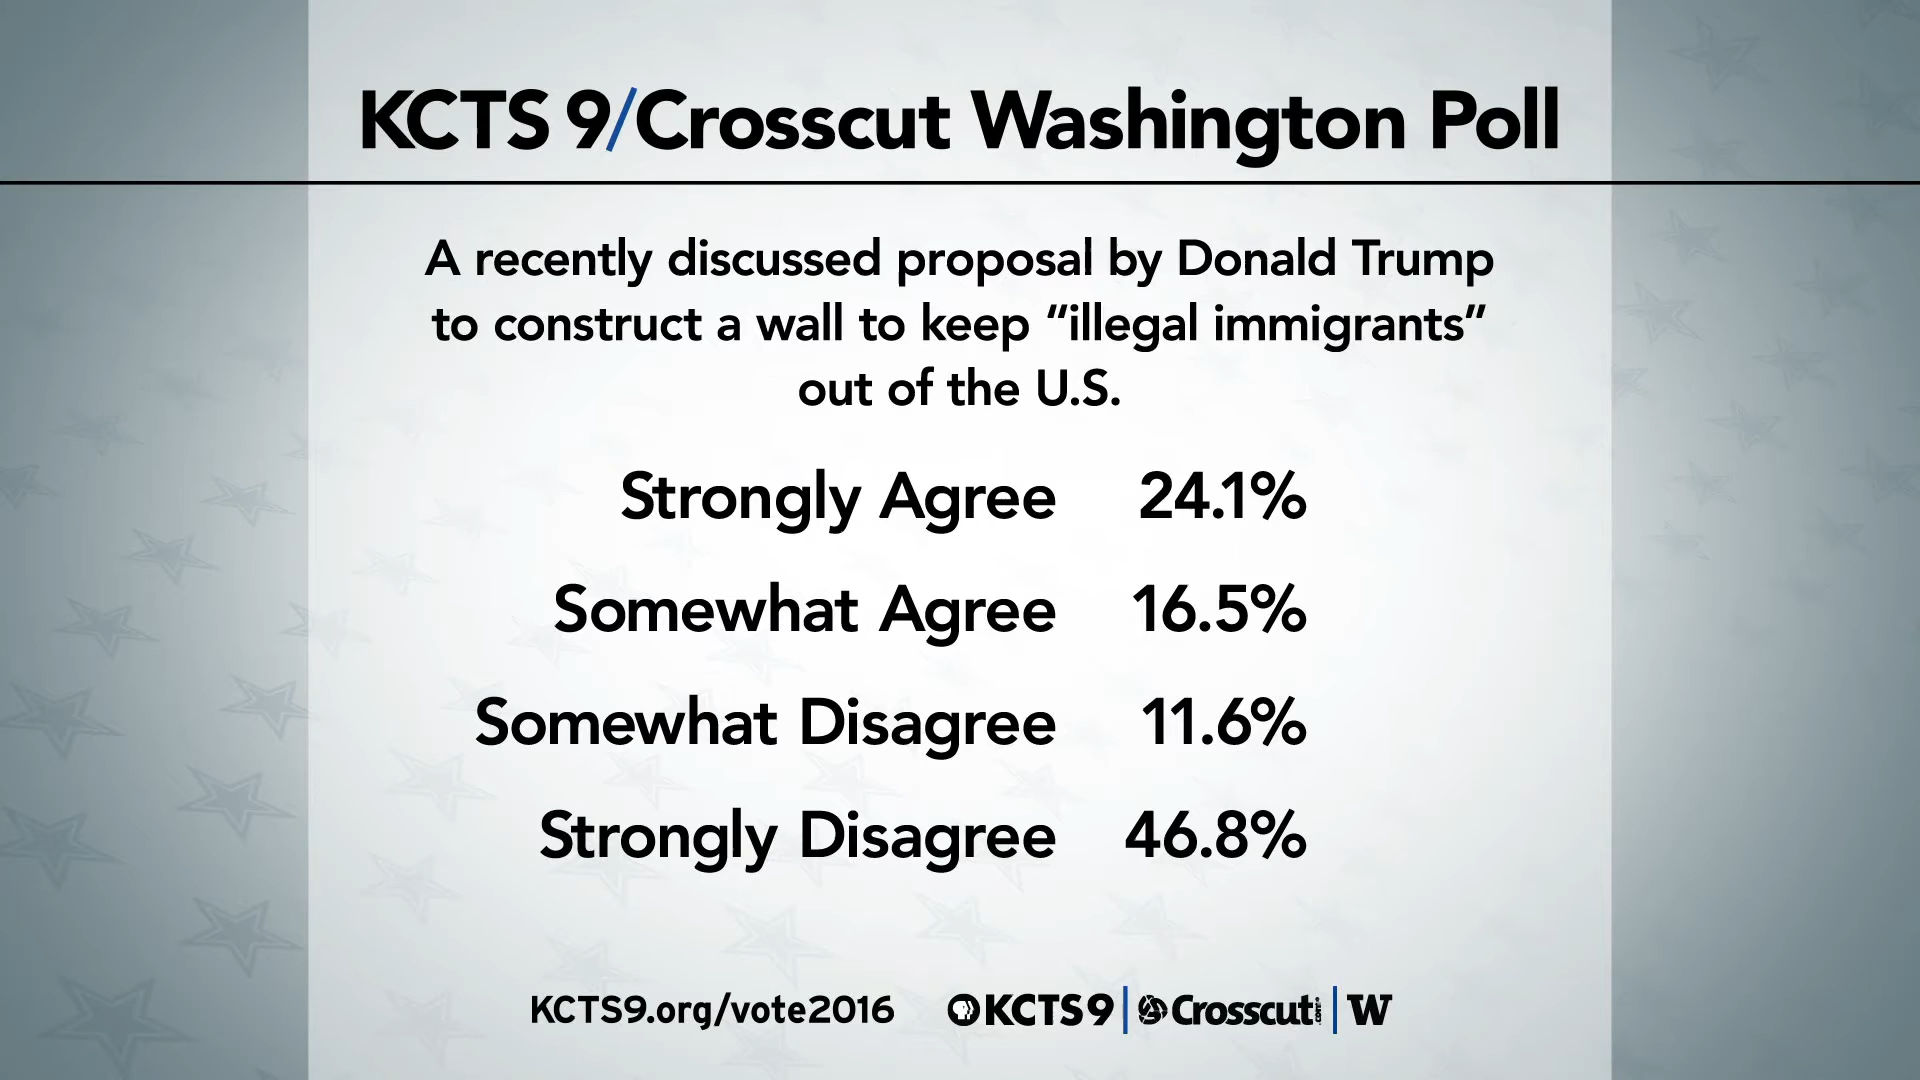 KCTS 9/Crosscut Washington Poll
A recently discussed proposal by Donald Trump
to construct a wall to keep “illegal immigrants”
out of the U.S.
Strongly Agree 24.1%
Somewhat Agree 16.5%
Somewhat Disagree 11.6%
Strongly Disagree 46.8%
KCTS9.org/vote2016 KCTS9 | Crosscut.com | W